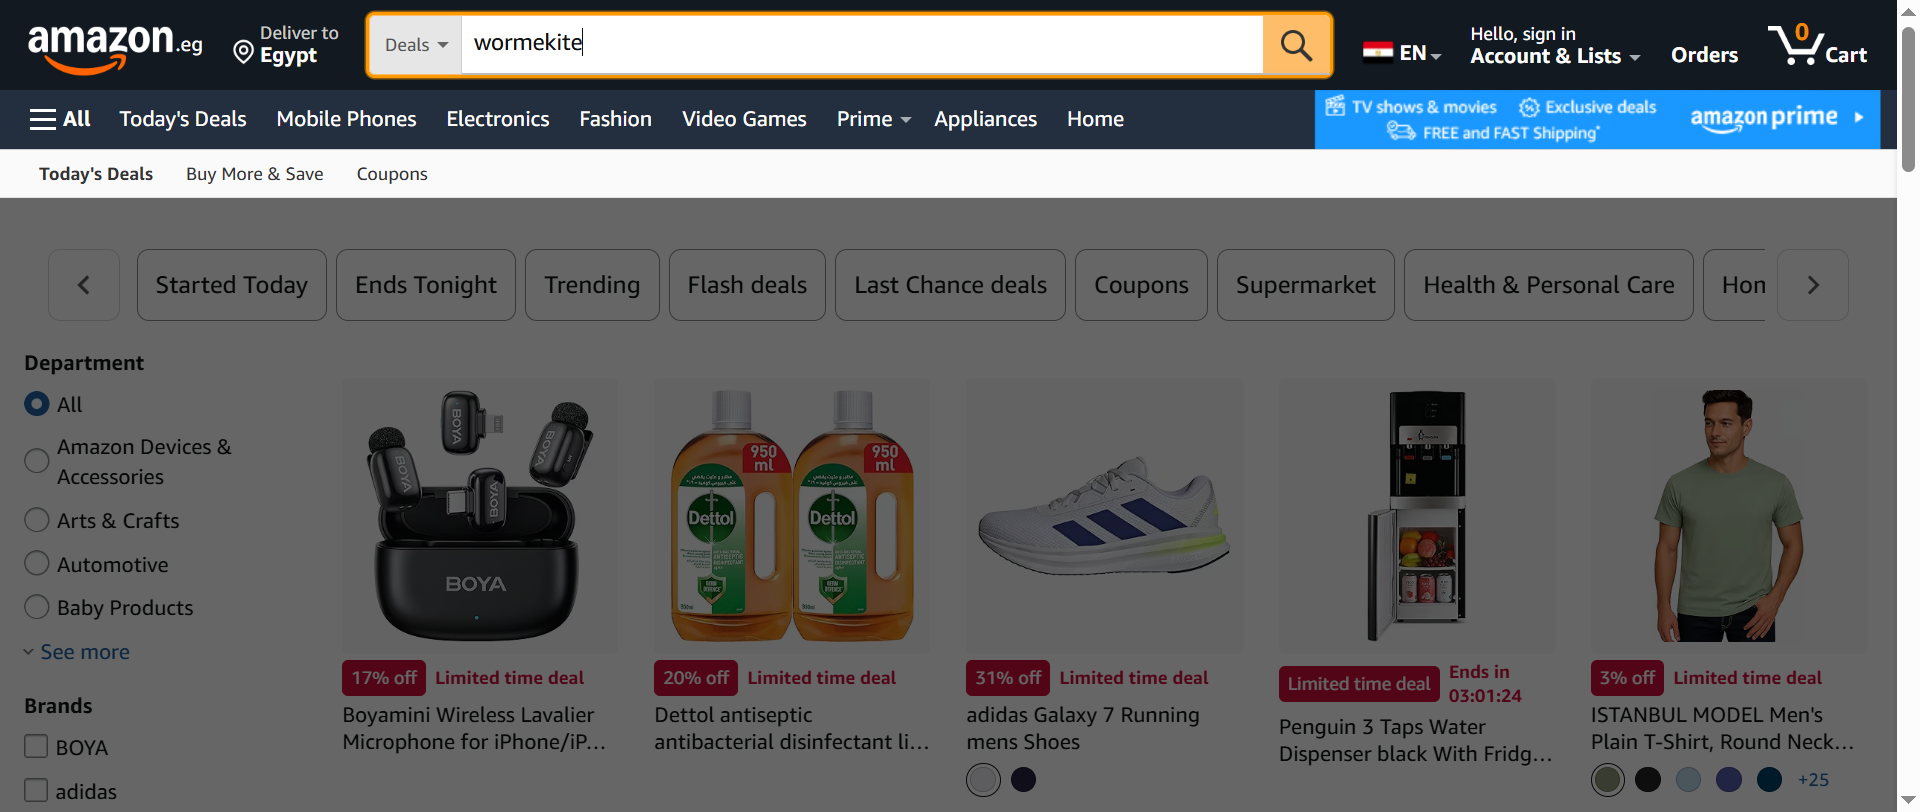 amazon.eg
Deliver to
Egypt
Deals
wormekite
EN
Hello, sign in
Account & Lists
Orders
0
Cart
All
Today's Deals
Mobile Phones
Electronics
Fashion
Video Games
Prime
Appliances
Home
TV shows & movies
Exclusive deals
FREE and FAST Shipping*
amazon prime
Today's Deals
Buy More & Save
Coupons
Started Today
Ends Tonight
Trending
Flash deals
Last Chance deals
Coupons
Supermarket
Health & Personal Care
Hon
Department
All
Amazon Devices &
Accessories
Arts & Crafts
Automotive
Baby Products
See more
Brands
BOYA
adidas
BOYA
BOYA
BOYA
BOYA
BOYA
17% off
Limited time deal
Boyamini Wireless Lavalier
Microphone for iPhone/iP...
950
ml
950
ml
Dettol
Dettol
20% off
Limited time deal
Dettol antiseptic
antibacterial disinfectant li...
31% off
Limited time deal
adidas Galaxy 7 Running
mens Shoes
Limited time deal
Ends in
03:01:24
Penguin 3 Taps Water
Dispenser black With Fridg...
3% off
Limited time deal
ISTANBUL MODEL Men's
Plain T-Shirt, Round Neck...
+25